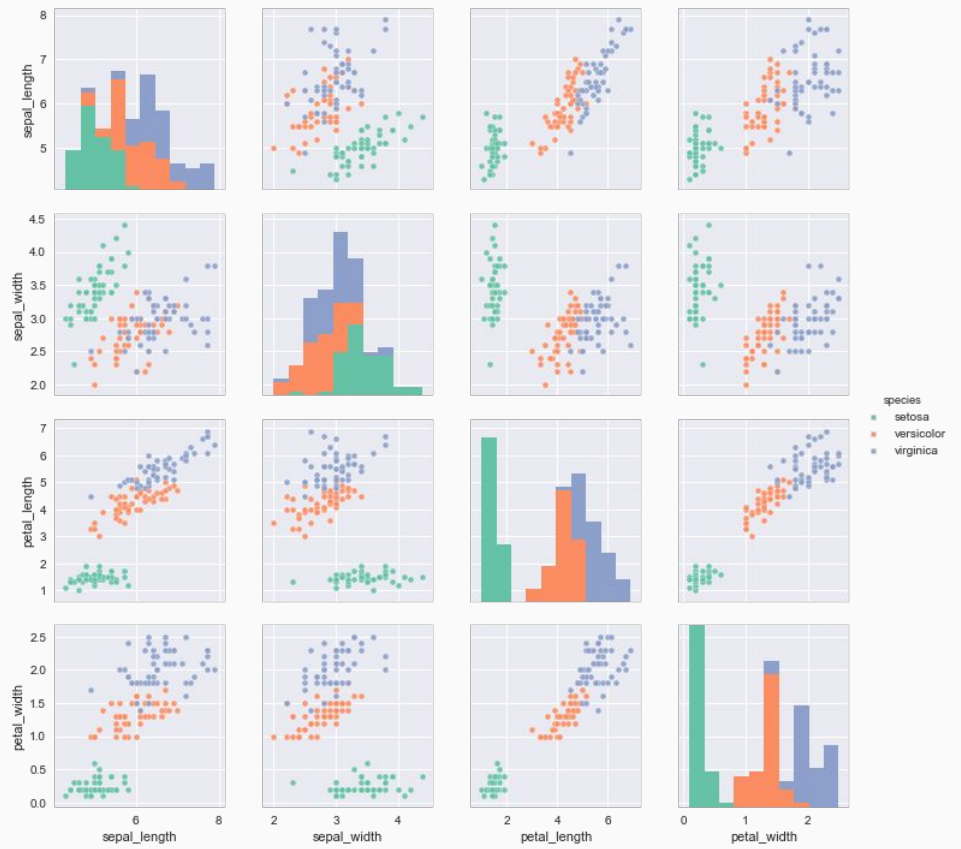 8
7
6
5
sepal_length
4.5
4.0
3.5
3.0
2.5
2.0
sepal_width
species
setosa
versicolor
virginica
7
6
5
4
3
2
1
petal_length
2.5
2.0
1.5
1.0
0.5
0.0
petal_width
6 8
2 3 4
2 4 6
0 1 2
sepal_length sepal_width petal_length petal_width